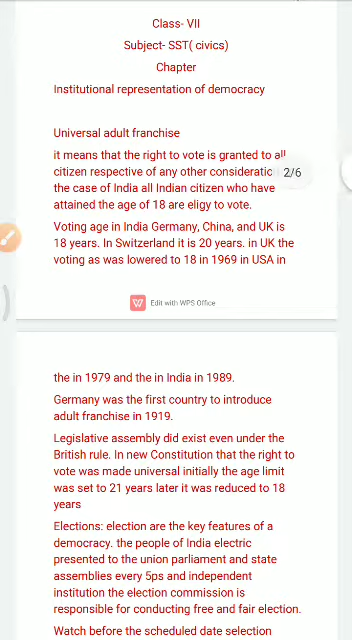 Class- VII
Subject- SST( civics)
Chapter
Institutional representation of democracy
Universal adult franchise
it means that the right to vote is granted to all
citizen respective of any other consideratic
2/6
the case of India all Indian citizen who have
attained the age of 18 are eligy to vote.
Voting age in India Germany, China, and UK is
18 years. In Switzerland it is 20 years. in UK the
voting as was lowered to 18 in 1969 in USA in
Edit with WPS Office
the in 1979 and the in India in 1989.
Germany was the first country to introduce
adult franchise in 1919.
Legislative assembly did exist even under the
British rule. In new Constitution that the right to
vote was made universal initially the age limit
was set to 21 years later it was reduced to 18
years
Elections: election are the key features of a
democracy. the people of India electric
presented to the union parliament and state
assemblies every 5ps and independent
institution the election commission is
responsible for conducting free and fair election.
Watch before the scheduled date selection